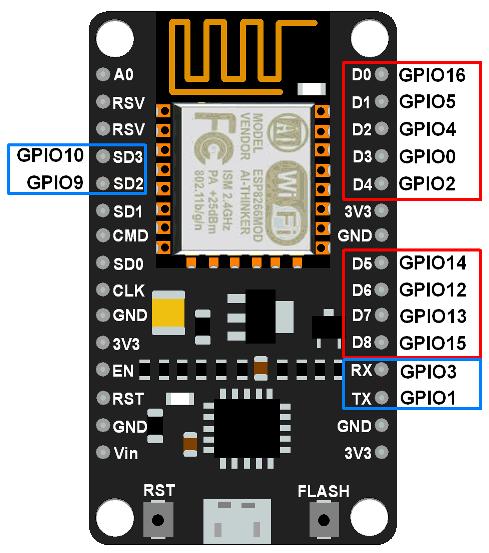 A0
RSV
RSV
GPIO10 SD3
GPIO9 SD2
SD1
CMD
SD0
CLK
GND
3V3
EN
RST
GND
Vin
MODEL ESP8266MOD
VENDOR AI-THINKER
ISM 2.4GHz
PA +25dBm
802.11b/g/n
FC
Ai
WiFi
D0 GPIO16
D1 GPIO5
D2 GPIO4
D3 GPIO0
D4 GPIO2
3V3
GND
D5 GPIO14
D6 GPIO12
D7 GPIO13
D8 GPIO15
RX GPIO3
TX GPIO1
GND
3V3
RST
FLASH